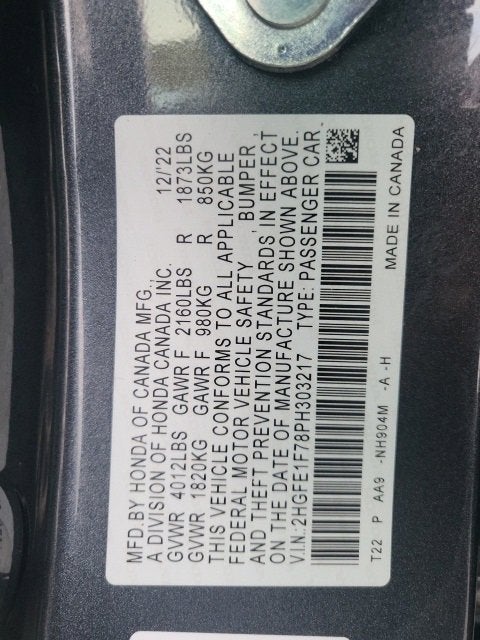 MFD.BY HONDA OF CANADA MFG.,
A DIVISION OF HONDA CANADA INC. 12/'22
GVWR 4012LBS GAWR F 2160LBS R 1873LBS
GVWR 1820KG GAWR F 980KG R 850KG
THIS VEHICLE CONFORMS TO ALL APPLICABLE
FEDERAL MOTOR VEHICLE SAFETY , BUMPER ,
AND THEFT PREVENTION STANDARDS IN EFFECT
ON THE DATE OF MANUFACTURE SHOWN ABOVE.
V.I.N: 2HGFE1F78PH303217 TYPE: PASSENGER CAR
T22 P AA9 -NH904M -A -H MADE IN CANADA